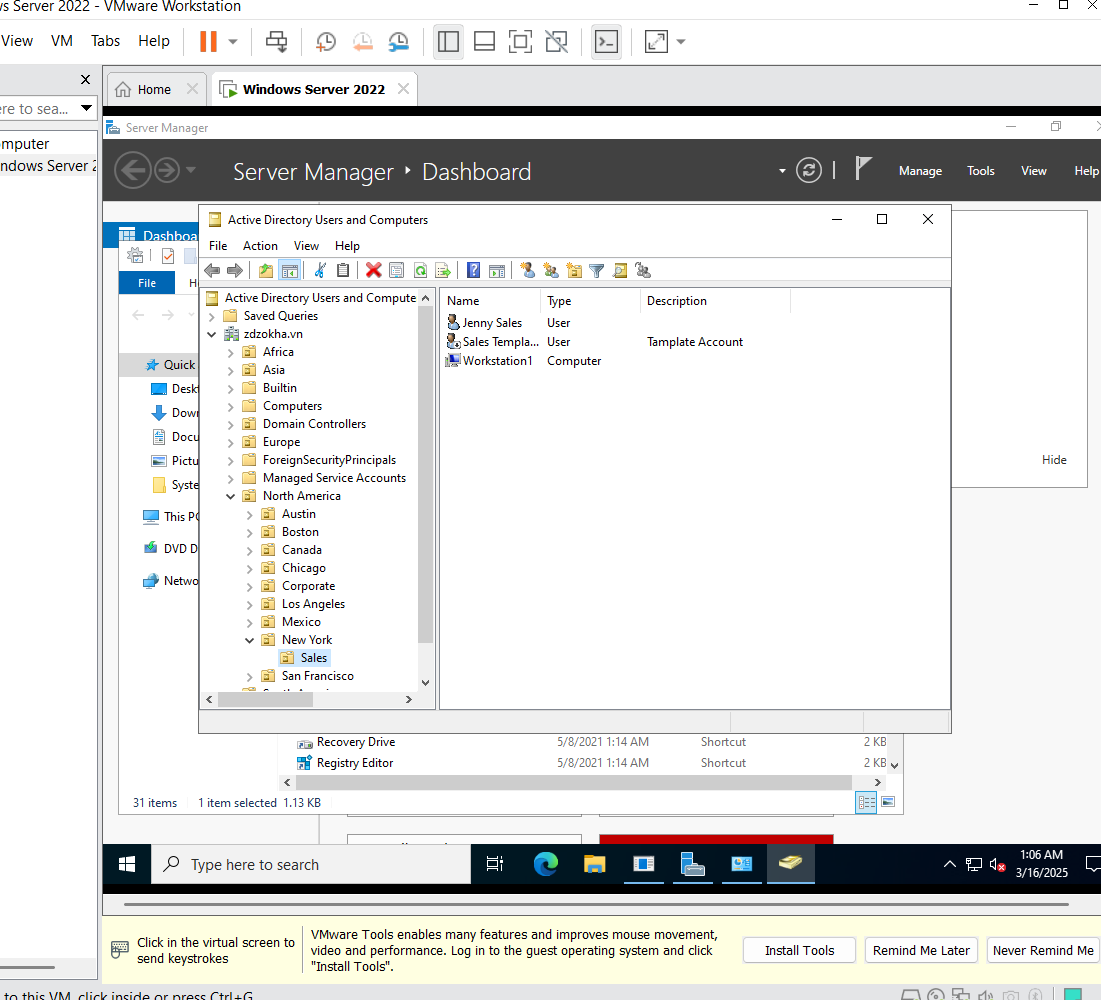 ws Server 2022 - VMware Workstation
View VM Tabs Help
Home
Windows Server 2022
ere to sea...
omputer
ndows Server 2
Server Manager
Server Manager Dashboard
Manage Tools View Help
Dashboa
File H
Active Directory Users and Computers
File Action View Help
Active Directory Users and Compute
Saved Queries
zdzokha.vn
Africa
Asia
Builtin
Computers
Domain Controllers
Europe
ForeignSecurityPrincipals
Managed Service Accounts
North America
Austin
Boston
Canada
Chicago
Corporate
Los Angeles
Mexico
New York
Sales
San Francisco
Name Type Description
Jenny Sales User
Sales Templa... User Tamplate Account
Workstation1 Computer
Quick
Deskt
Down
Docu
Pictu
Syste
This PC
DVD D
Netwo
Hide
Recovery Drive 5/8/2021 1:14 AM Shortcut 2 KB
Registry Editor 5/8/2021 1:14 AM Shortcut 2 KB
31 items 1 item selected 1.13 KB
Type here to search
1:06 AM
3/16/2025
Click in the virtual screen to
send keystrokes
VMware Tools enables many features and improves mouse movement,
video and performance. Log in to the guest operating system and click
"Install Tools".
Install Tools
Remind Me Later
Never Remind Me
to this VM, click inside or press Ctrl+G